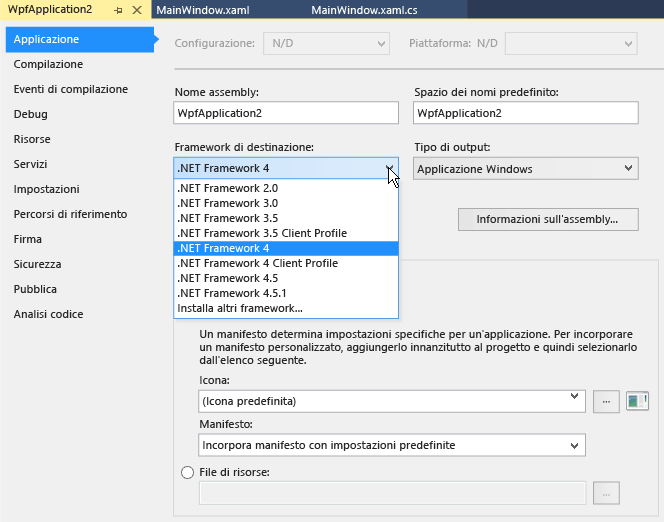 WpfApplication2
MainWindow.xaml
MainWindow.xaml.cs
Applicazione
Compilazione
Eventi di compilazione
Debug
Risorse
Servizi
Impostazioni
Percorsi di riferimento
Firma
Sicurezza
Pubblica
Analisi codice
Configurazione: N/D
Piattaforma: N/D
Nome assembly:
Spazio dei nomi predefinito:
WpfApplication2
WpfApplication2
Framework di destinazione:
Tipo di output:
.NET Framework 4
Applicazione Windows
.NET Framework 2.0
.NET Framework 3.0
.NET Framework 3.5
.NET Framework 3.5 Client Profile
.NET Framework 4
.NET Framework 4 Client Profile
.NET Framework 4.5
.NET Framework 4.5.1
Installa altri framework...
Informazioni sull'assembly...
Un manifesto determina impostazioni specifiche per un'applicazione. Per incorporare
un manifesto personalizzato, aggiungerlo innanzitutto al progetto e quindi selezionarlo
dall'elenco seguente.
Icona:
(Icona predefinita)
...
Manifesto:
Incorpora manifesto con impostazioni predefinite
File di risorse:
...